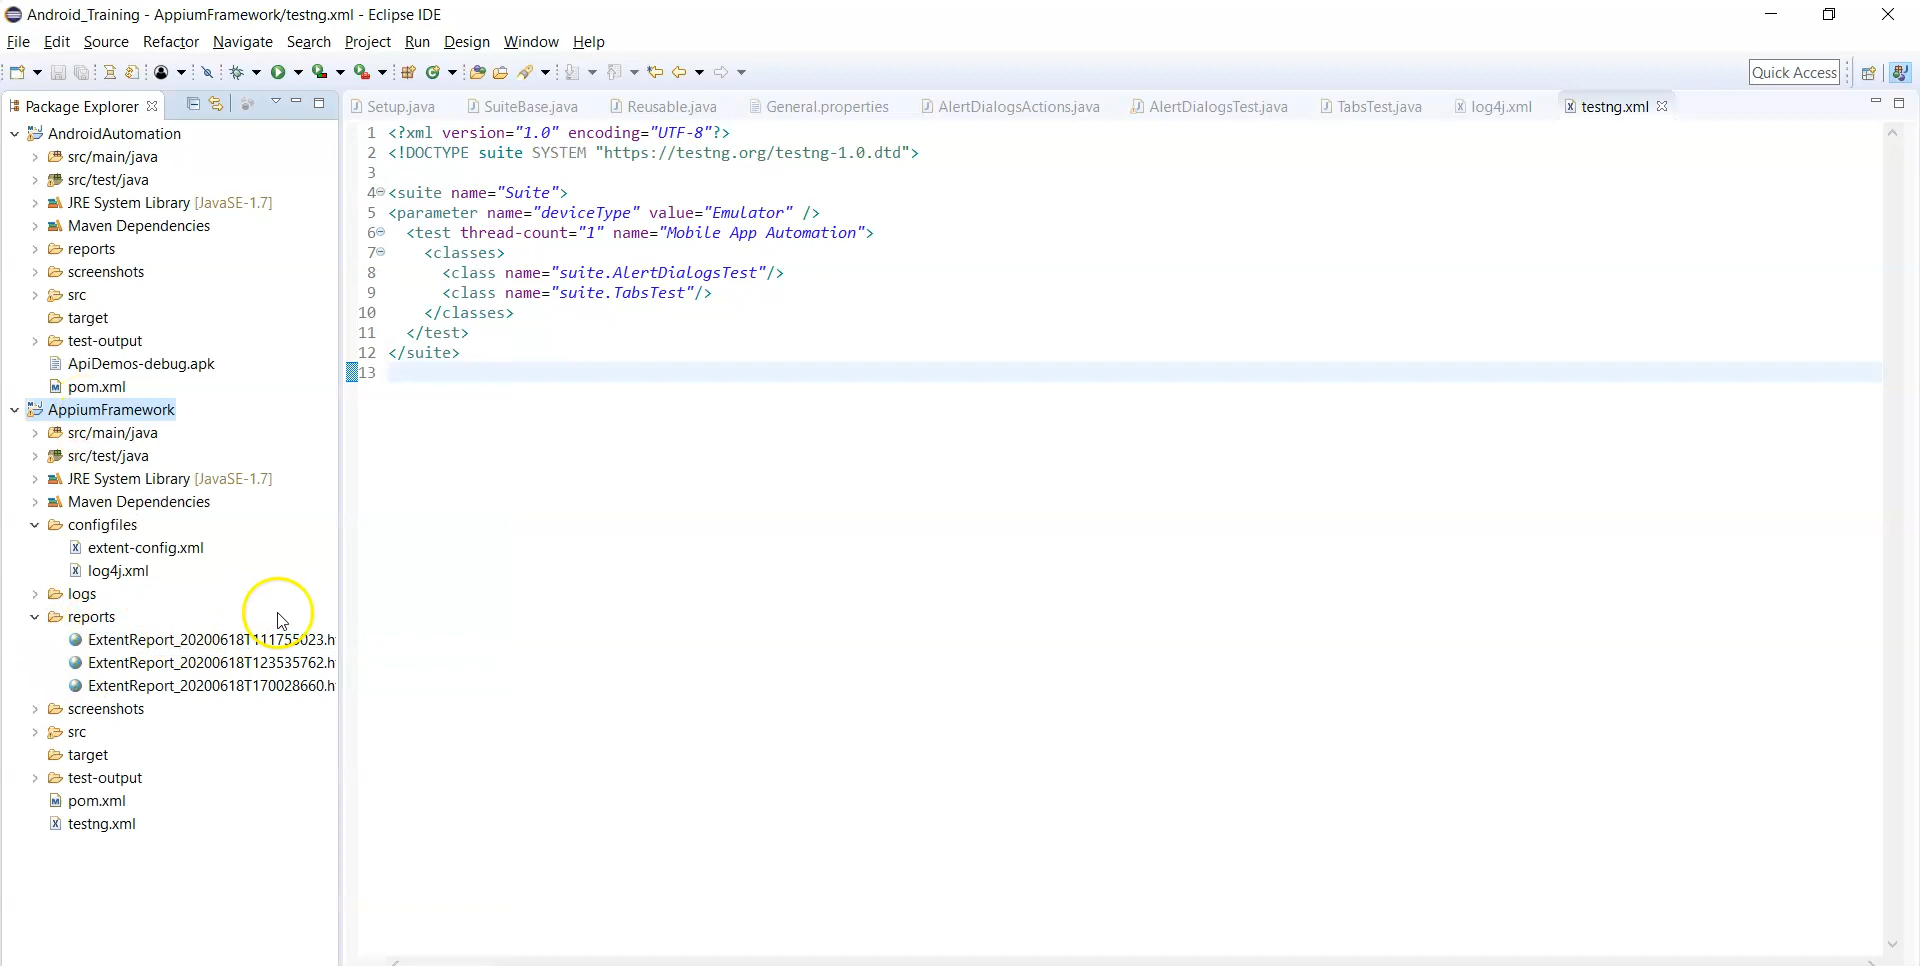 Android_Training - AppiumFramework/testng.xml - Eclipse IDE
File Edit Source Refactor Navigate Search Project Run Design Window Help
Quick Access
Package Explorer
AndroidAutomation
src/main/java
src/test/java
JRE System Library [JavaSE-1.7]
Maven Dependencies
reports
screenshots
src
target
test-output
ApiDemos-debug.apk
pom.xml
AppiumFramework
src/main/java
src/test/java
JRE System Library [JavaSE-1.7]
Maven Dependencies
configfiles
extent-config.xml
log4j.xml
logs
reports
ExtentReport_20200618T111755023.h
ExtentReport_20200618T123535762.h
ExtentReport_20200618T170028660.h
screenshots
src
target
test-output
pom.xml
testng.xml
Setup.java SuiteBase.java Reusable.java General.properties AlertDialogsActions.java AlertDialogsTest.java TabsTest.java log4j.xml testng.xml
1 <?xml version="1.0" encoding="UTF-8"?>
2 <!DOCTYPE suite SYSTEM "https://testng.org/testng-1.0.dtd">
3
4 <suite name="Suite">
5 <parameter name="deviceType" value="Emulator" />
6 <test thread-count="1" name="Mobile App Automation">
7 <classes>
8 <class name="suite.AlertDialogsTest"/>
9 <class name="suite.TabsTest"/>
10 </classes>
11 </test>
12 </suite>
13